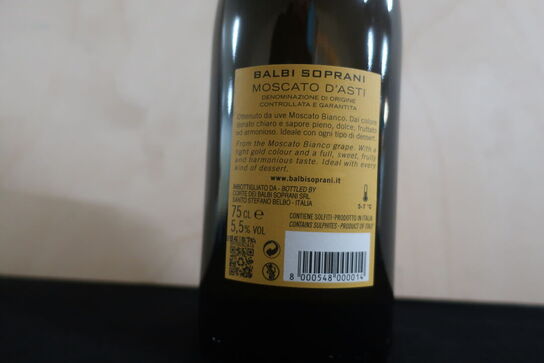 BALBI SOPRANI
MOSCATO D'ASTI
DENOMINAZIONE DI ORIGINE
CONTROLLATA E GARANTITA
Ottenuto da uve Moscato Bianco. Dal colore
dorato chiaro e sapore pieno, dolce, fruttato
ed armonioso. Ideale con ogni tipo di dessert.
From the Moscato Bianco grape. With a
light gold colour and a full, sweet, fruity
and harmonious taste. Ideal with every
kind of dessert.
www.balbisoprani.it
IMBOTTIGLIATO DA - BOTTLED BY
CORTE DEI BALBI SOPRANI SRL
SANTO STEFANO BELBO - ITALIA
5-7 °C
75 CL e
5,5% VOL
CONTIENE SOLFITI-PRODOTTO IN ITALIA
CONTAINS SULPHITES - PRODUCT OF ITALY
8 000548 000014